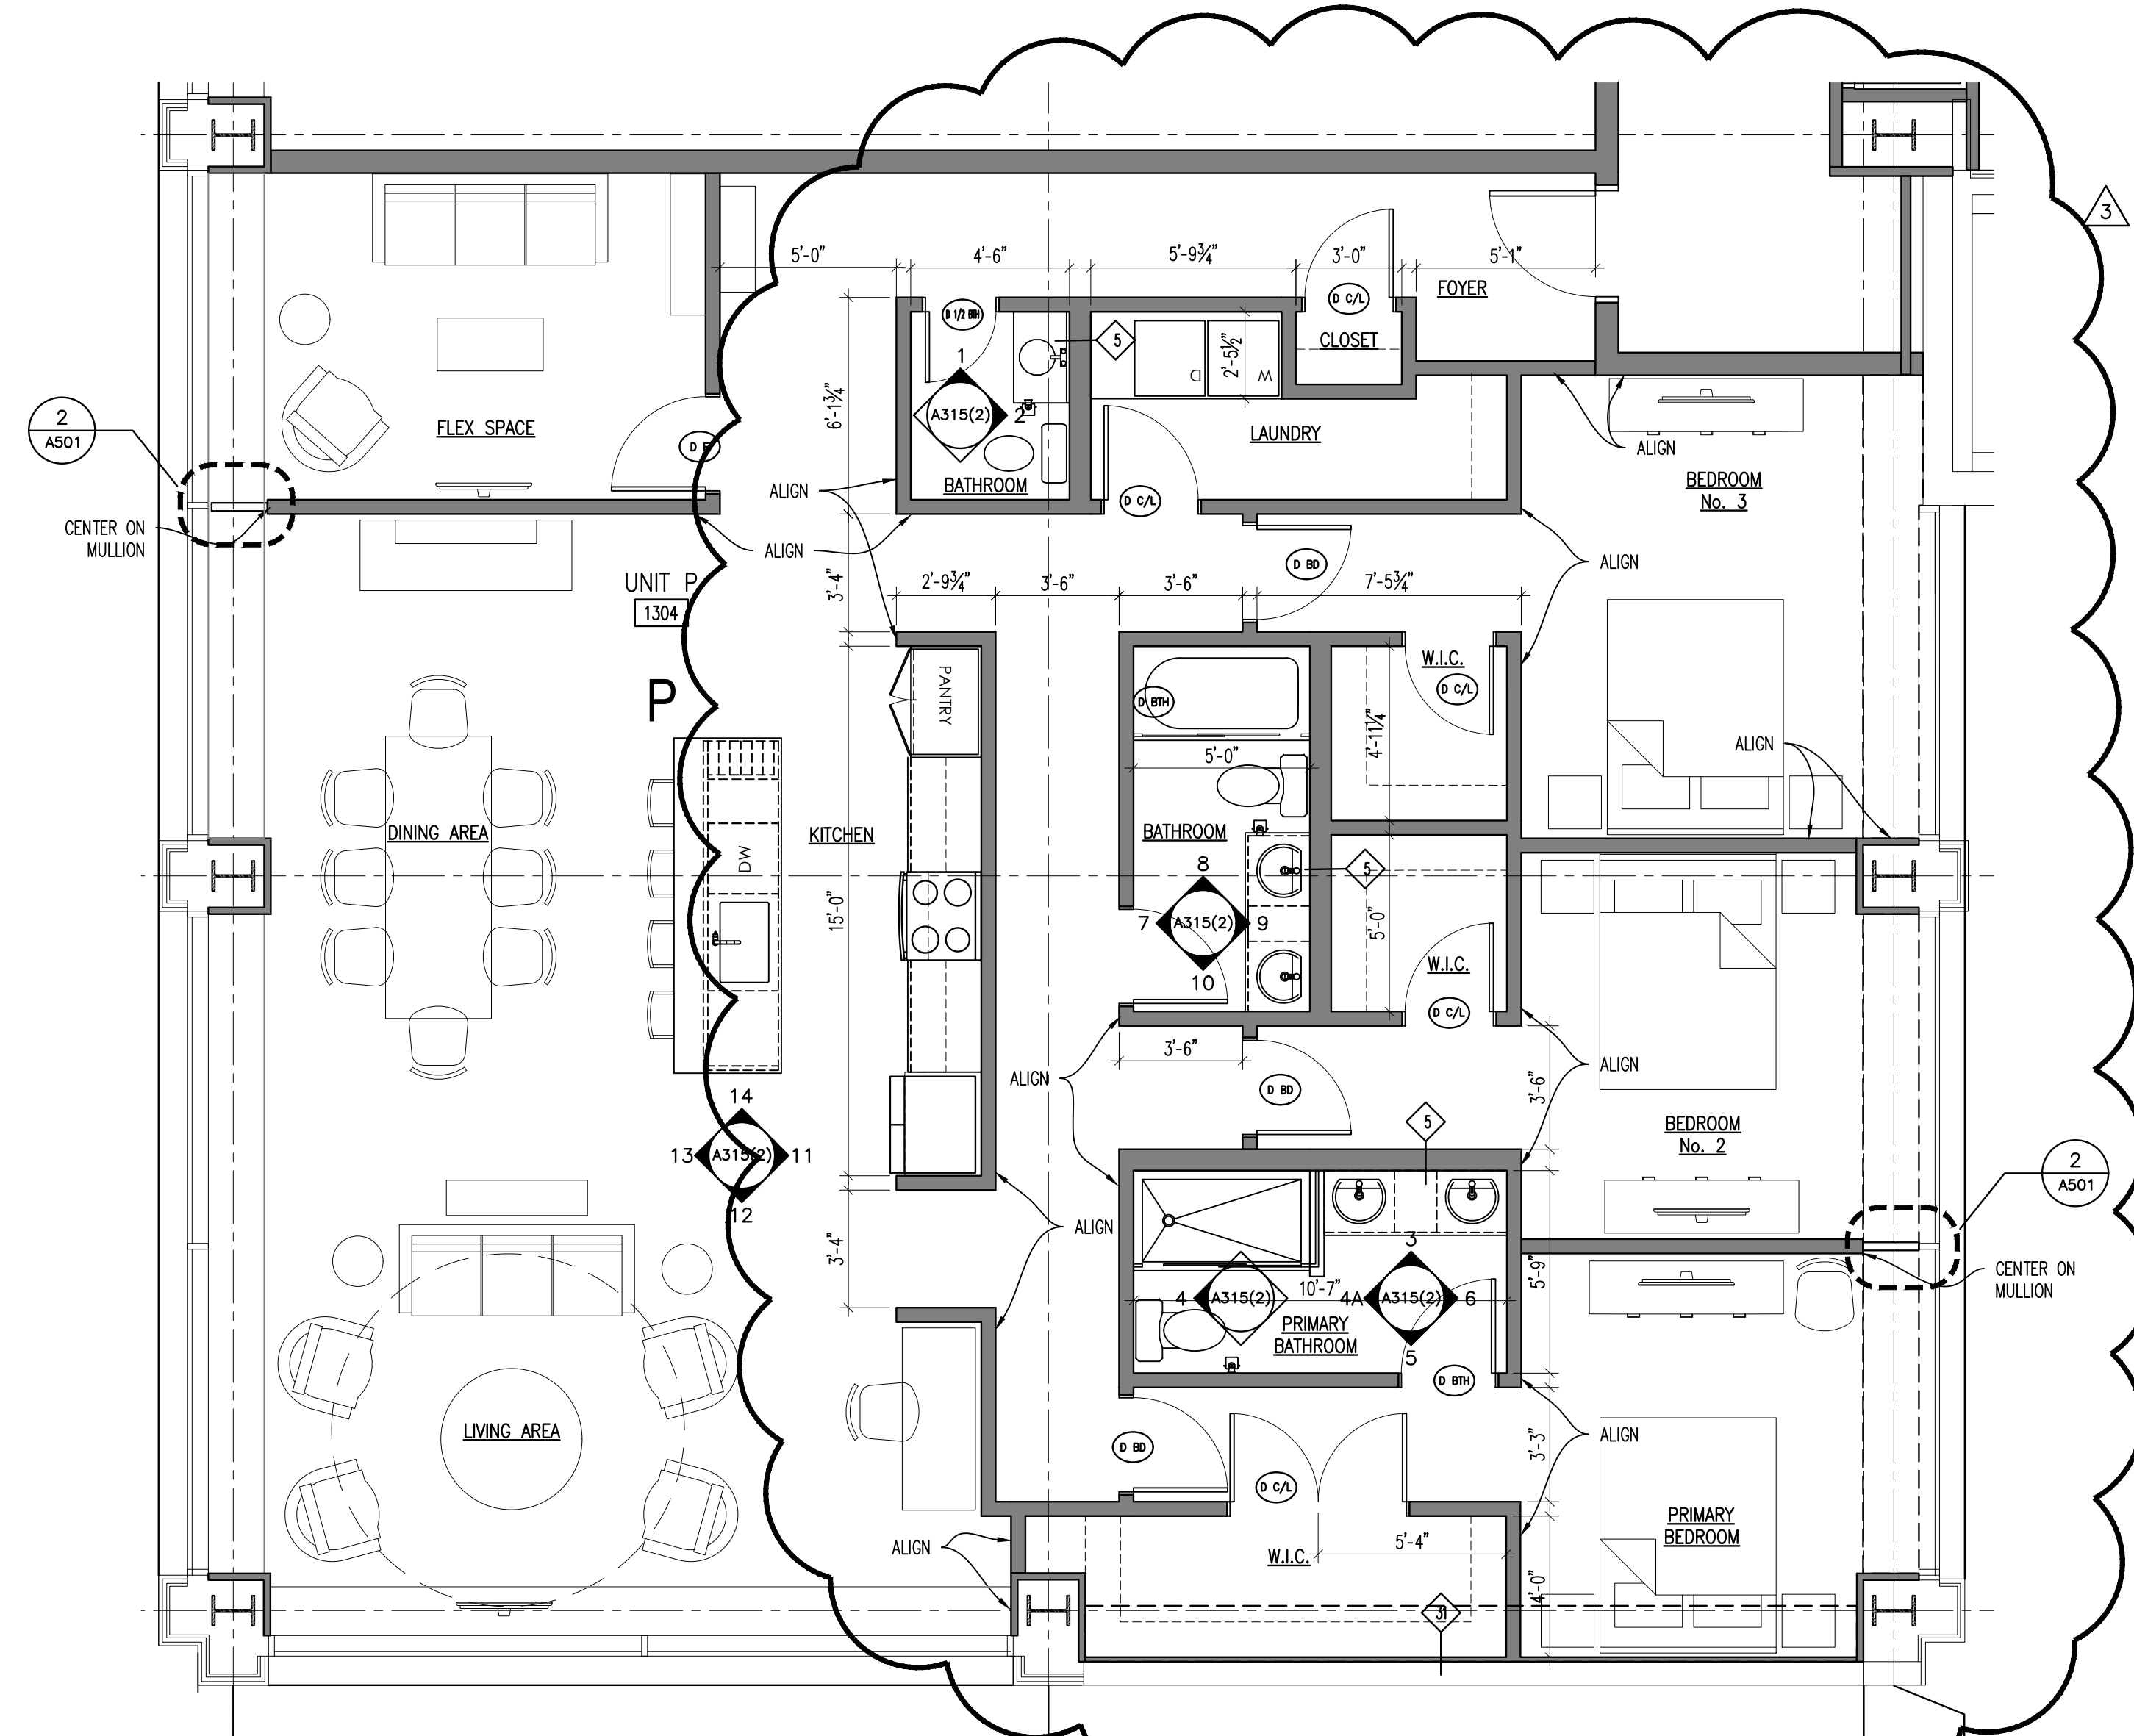 3
5'-0"
4'-6"
5'-9¾"
3'-0"
5'-1"
FOYER
D C/L
D 1/2 BTH
CLOSET
5
2'-5½"
D
W
1
A315(2)
2
6'-1¾"
2
A501
FLEX SPACE
LAUNDRY
ALIGN
BEDROOM
No. 3
BATHROOM
ALIGN
D C/L
CENTER ON
MULLION
ALIGN
D BD
ALIGN
UNIT P
1304
3'-4"
2'-9¾"
3'-6"
3'-6"
7'-5¾"
PANTRY
W.I.C.
D C/L
D BTH
P
4'-11¼"
5'-0"
ALIGN
DINING AREA
KITCHEN
DW
BATHROOM
8
5
7
A315(2)
9
10
15'-0"
5'-0"
W.I.C.
D C/L
3'-6"
ALIGN
D BD
ALIGN
3'-6"
5
BEDROOM
No. 2
14
13
A315(2)
11
12
2
A501
ALIGN
3'-4"
3
4
A315(2)
10'-7"
4A
A315(2)
6
5
5'-9"
CENTER ON
MULLION
PRIMARY
BATHROOM
D BTH
LIVING AREA
D BD
3'-3"
ALIGN
D C/L
PRIMARY
BEDROOM
ALIGN
W.I.C.
5'-4"
4'-0"
31